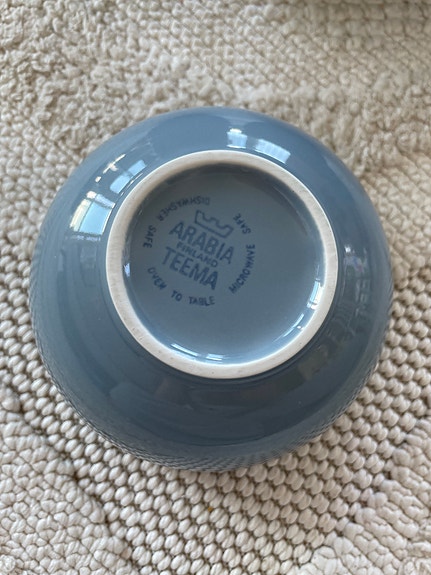 ARABIA
FINLAND
TEEMA
DISHWASHER SAFE
MICROWAVE SAFE
OVEN TO TABLE